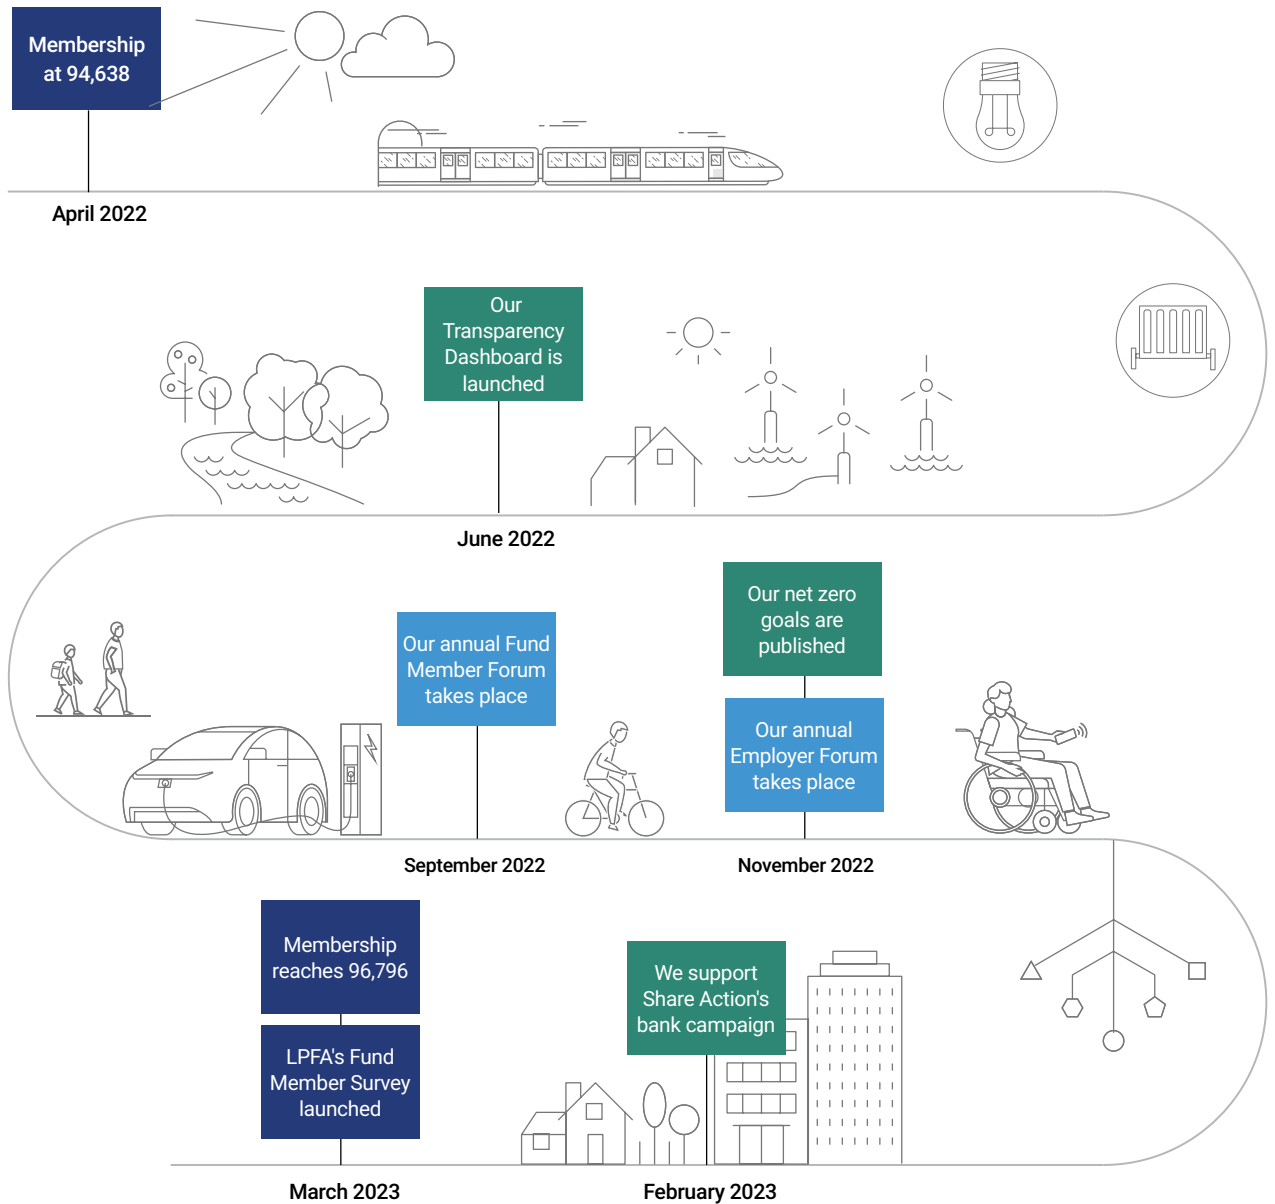 Membership
at 94,638
April 2022
Our
Transparency
Dashboard is
launched
June 2022
Our annual Fund
Member Forum
takes place
September 2022
Our net zero
goals are
published
Our annual
Employer Forum
takes place
November 2022
Membership
reaches 96,796
LPFA's Fund
Member Survey
launched
March 2023
We support
Share Action's
bank campaign
February 2023